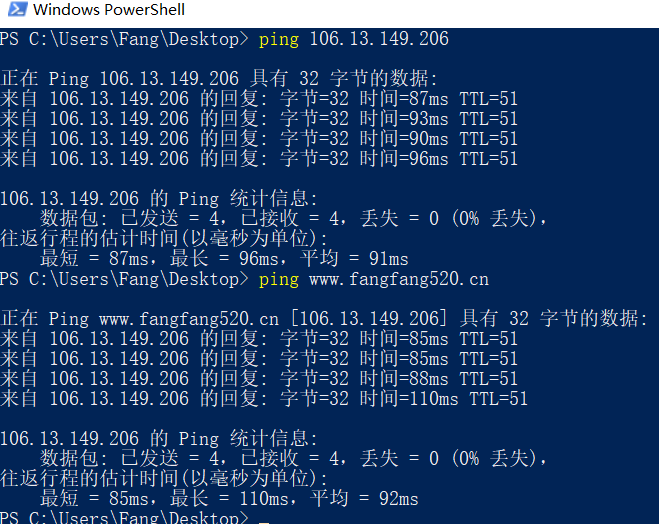 Windows PowerShell
PS C:\Users\Fang\Desktop> ping 106.13.149.206
正在 Ping 106.13.149.206 具有 32 字节的数据:
来自 106.13.149.206 的回复: 字节=32 时间=87ms TTL=51
来自 106.13.149.206 的回复: 字节=32 时间=93ms TTL=51
来自 106.13.149.206 的回复: 字节=32 时间=90ms TTL=51
来自 106.13.149.206 的回复: 字节=32 时间=96ms TTL=51
106.13.149.206 的 Ping 统计信息:
数据包: 已发送 = 4，已接收 = 4，丢失 = 0 (0% 丢失)，
往返行程的估计时间(以毫秒为单位):
最短 = 87ms，最长 = 96ms，平均 = 91ms
PS C:\Users\Fang\Desktop> ping www.fangfang520.cn
正在 Ping www.fangfang520.cn [106.13.149.206] 具有 32 字节的数据:
来自 106.13.149.206 的回复: 字节=32 时间=85ms TTL=51
来自 106.13.149.206 的回复: 字节=32 时间=85ms TTL=51
来自 106.13.149.206 的回复: 字节=32 时间=88ms TTL=51
来自 106.13.149.206 的回复: 字节=32 时间=110ms TTL=51
106.13.149.206 的 Ping 统计信息:
数据包: 已发送 = 4，已接收 = 4，丢失 = 0 (0% 丢失)，
往返行程的估计时间(以毫秒为单位):
最短 = 85ms，最长 = 110ms，平均 = 92ms
PS C:\Users\Fang\Desktop> _